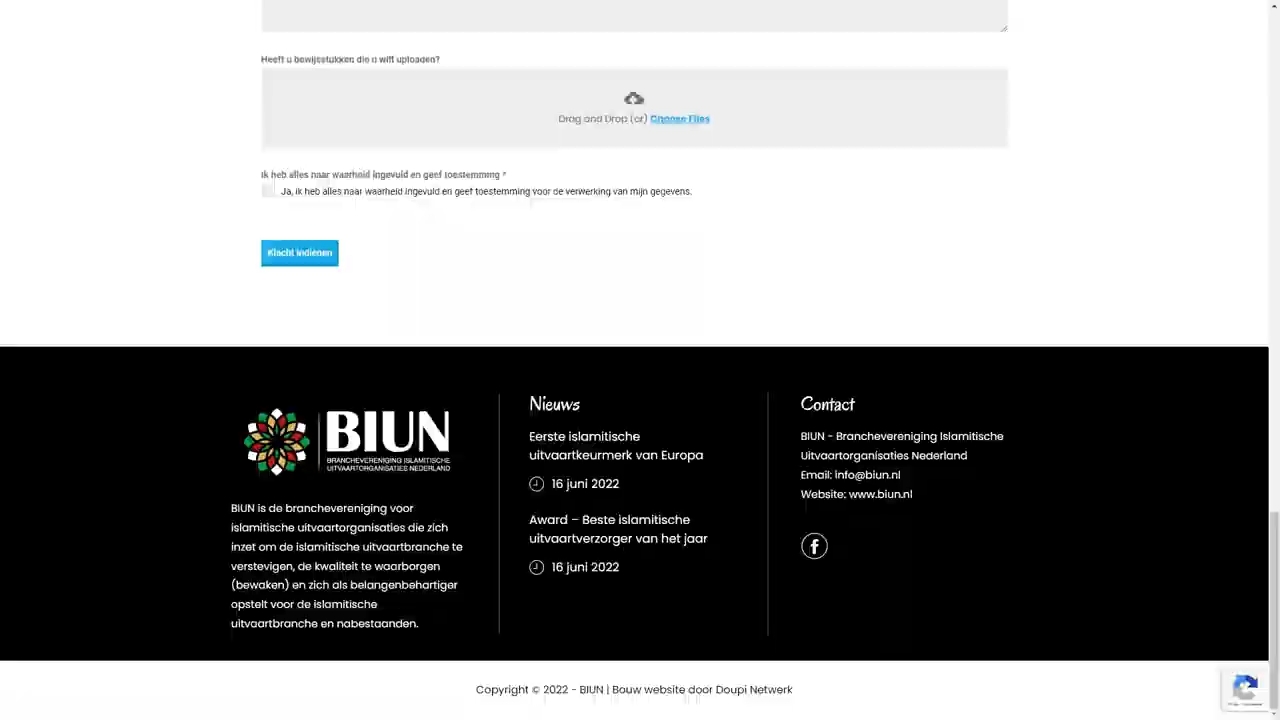 Heeft u bewijsstukken die u wilt uploaden?
Drag and Drop (or) Choose Files
Ik heb alles naar waarheid ingevuld en geef toestemming *
Ja, ik heb alles naar waarheid ingevuld en geef toestemming voor de verwerking van mijn gegevens.
Klacht indienen
BIUN
BRANCHEVERENIGING ISLAMITISCHE
UITVAARTORGANISATIES NEDERLAND
BIUN is de branchevereniging voor
islamitische uitvaartorganisaties die zich
inzet om de islamitische uitvaartbranche te
verstevigen, de kwaliteit te waarborgen
(bewaken) en zich als belangenbehartiger
opstelt voor de islamitische
uitvaartbranche en nabestaanden.
Nieuws
Eerste islamitische
uitvaartkeurmerk van Europa
16 juni 2022
Award – Beste islamitische
uitvaartverzorger van het jaar
16 juni 2022
Contact
BIUN - Branchevereniging Islamitische
Uitvaartorganisaties Nederland
Email: info@biun.nl
Website: www.biun.nl
Copyright © 2022 - BIUN | Bouw website door Doupi Netwerk